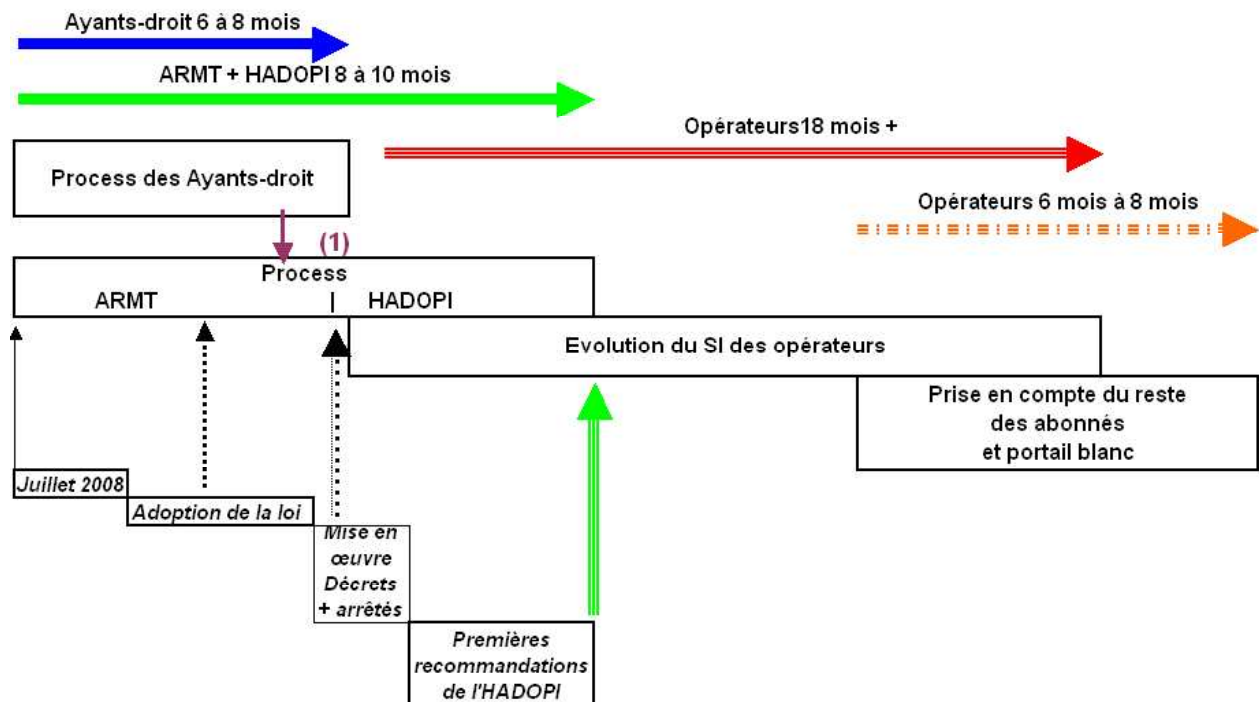 Ayants-droit 6 à 8 mois
ARMT + HADOPI 8 à 10 mois
Opérateurs18 mois +
Process des Ayants-droit
Opérateurs 6 mois à 8 mois
(1)
Process
ARMT | HADOPI
Evolution du SI des opérateurs
Prise en compte du reste
des abonnés
et portail blanc
Juillet 2008
Adoption de la loi
Mise en
œuvre
Décrets
+ arrêtés
Premières
recommandations
de l'HADOPI